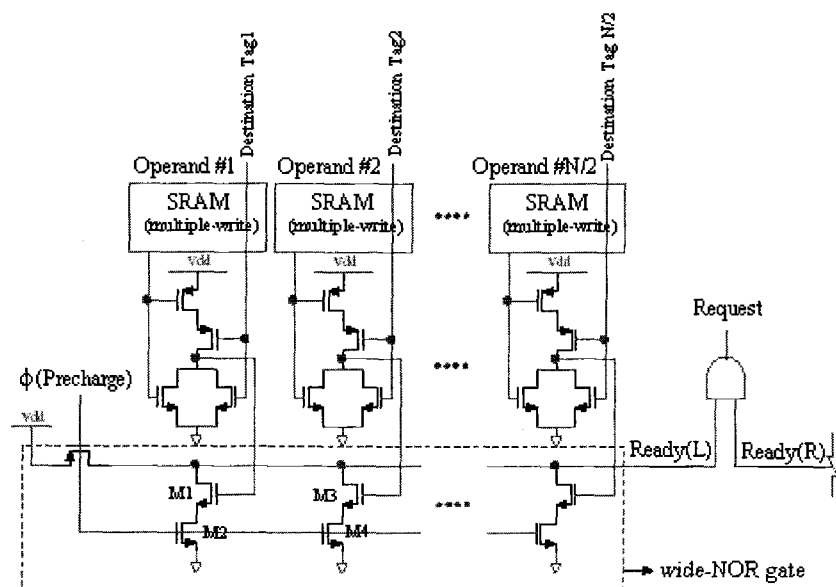 Destination Tag1
Destination Tag2
Destination Tag N/2
Operand #1
Operand #2
Operand #N/2
SRAM
(multiple-write)
SRAM
(multiple-write)
....
SRAM
(multiple-write)
Vdd
Vdd
Vdd
Request
....
ϕ(Precharge)
Vdd
Ready(L)
Ready(R)
M1
M3
....
M2
M4
wide-NOR gate